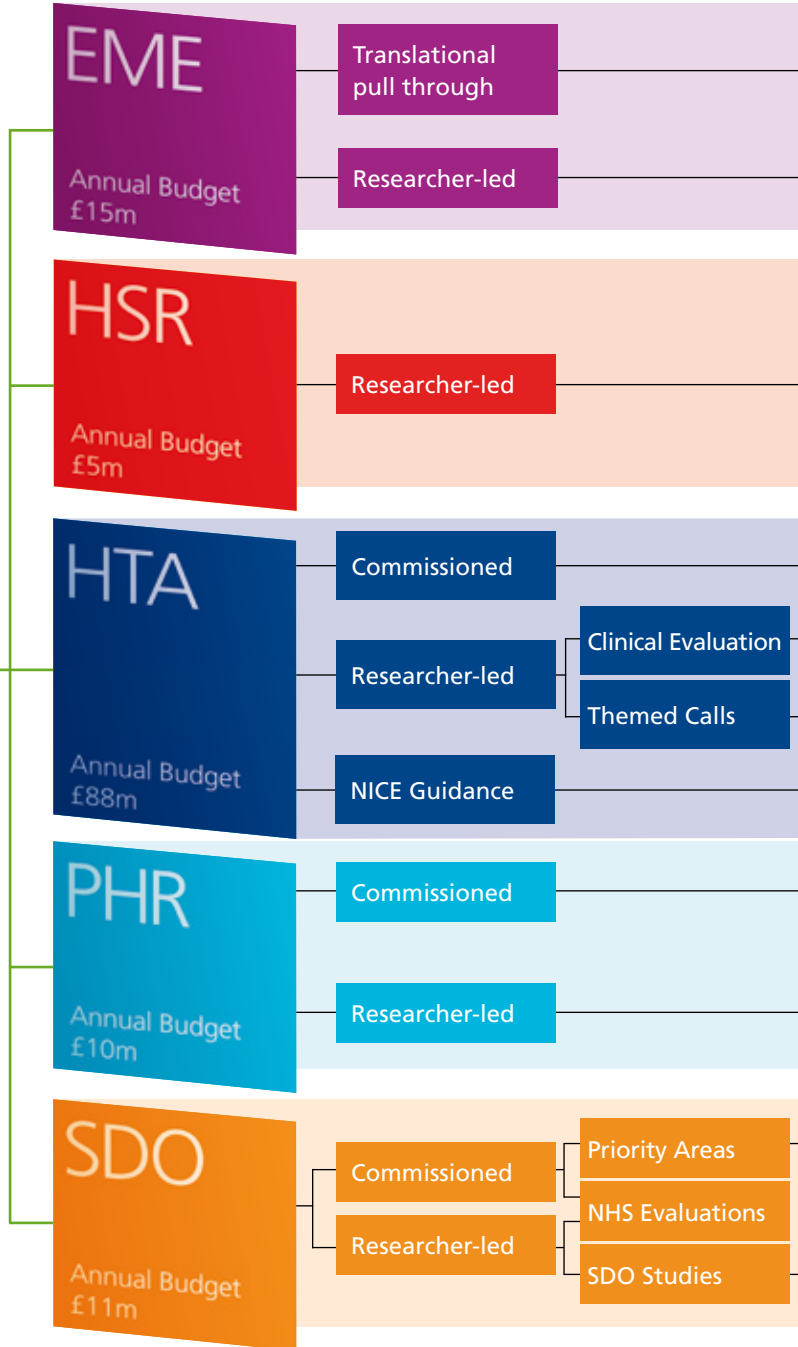 EME
Annual Budget
£15m
Translational
pull through
Researcher-led
HSR
Annual Budget
£5m
Researcher-led
HTA
Annual Budget
£88m
Commissioned
Researcher-led
Clinical Evaluation
Themed Calls
NICE Guidance
PHR
Annual Budget
£10m
Commissioned
Researcher-led
SDO
Annual Budget
£11m
Commissioned
Researcher-led
Priority Areas
NHS Evaluations
SDO Studies